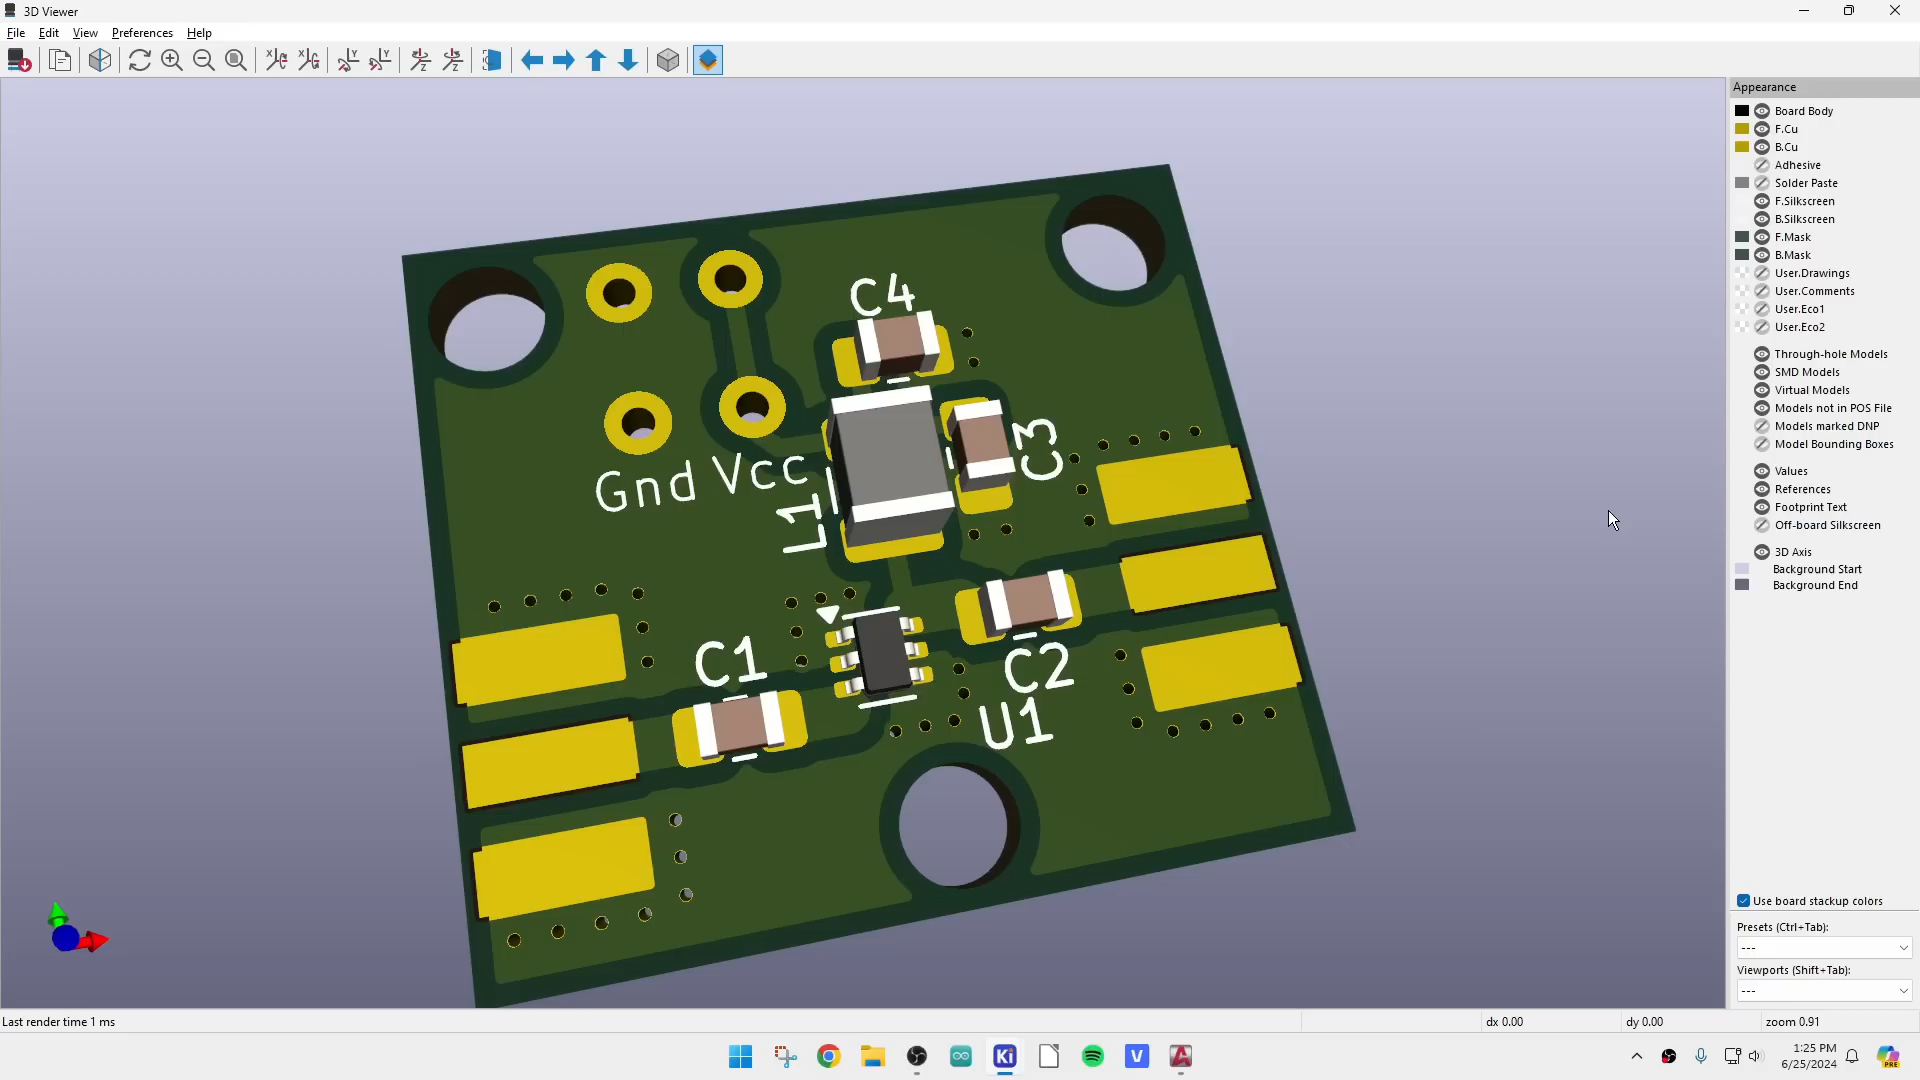 3D Viewer
File Edit View Preferences Help
Appearance
Board Body
F.Cu
B.Cu
Adhesive
Solder Paste
F.Silkscreen
B.Silkscreen
F.Mask
B.Mask
User.Drawings
User.Comments
User.Eco1
User.Eco2
Through-hole Models
SMD Models
Virtual Models
Models not in POS File
Models marked DNP
Model Bounding Boxes
Values
References
Footprint Text
Off-board Silkscreen
3D Axis
Background Start
Background End
Use board stackup colors
Presets (Ctrl+Tab):
---
Viewports (Shift+Tab):
---
C4
C3
Gnd Vcc
L1
C1
C2
U1
Last render time 1 ms
dx 0.00
dy 0.00
zoom 0.91
Ki
V
1:25 PM
6/25/2024
PRE